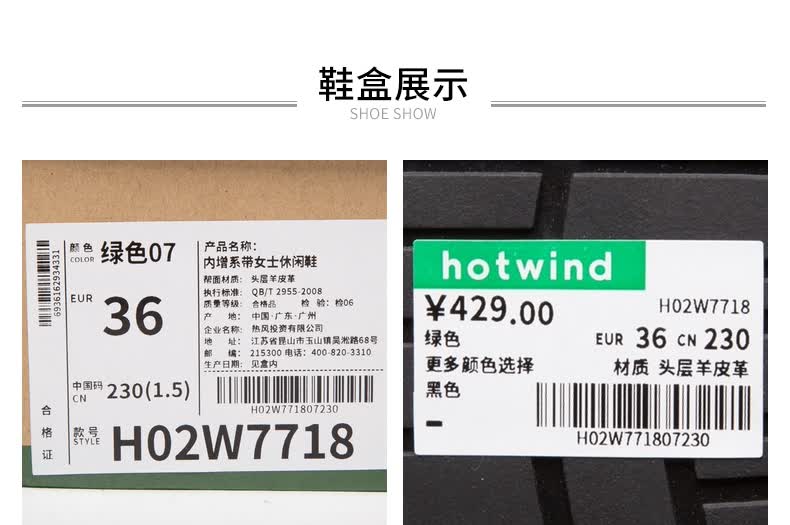 鞋盒展示
SHOE SHOW
颜色
COLOR
绿色07
EUR
36
中国码
CN
230(1.5)
款号
STYLE
H02W7718
合格证
6936162934331
产品名称：
内增系带女士休闲鞋
帮面材质： 头层羊皮革
执行标准： QB/T 2955-2008
质量等级： 合格品 检 验：检06
产 地： 中国·广东·广州
企业名称： 热风投资有限公司
地 址： 江苏省昆山市玉山镇吴淞路68号
邮 编： 215300 电话：400-820-3310
生产日期： 见盒内
H02W771807230
hotwind
¥429.00
H02W7718
绿色
EUR 36 CN 230
更多颜色选择
材质 头层羊皮革
黑色
H02W771807230